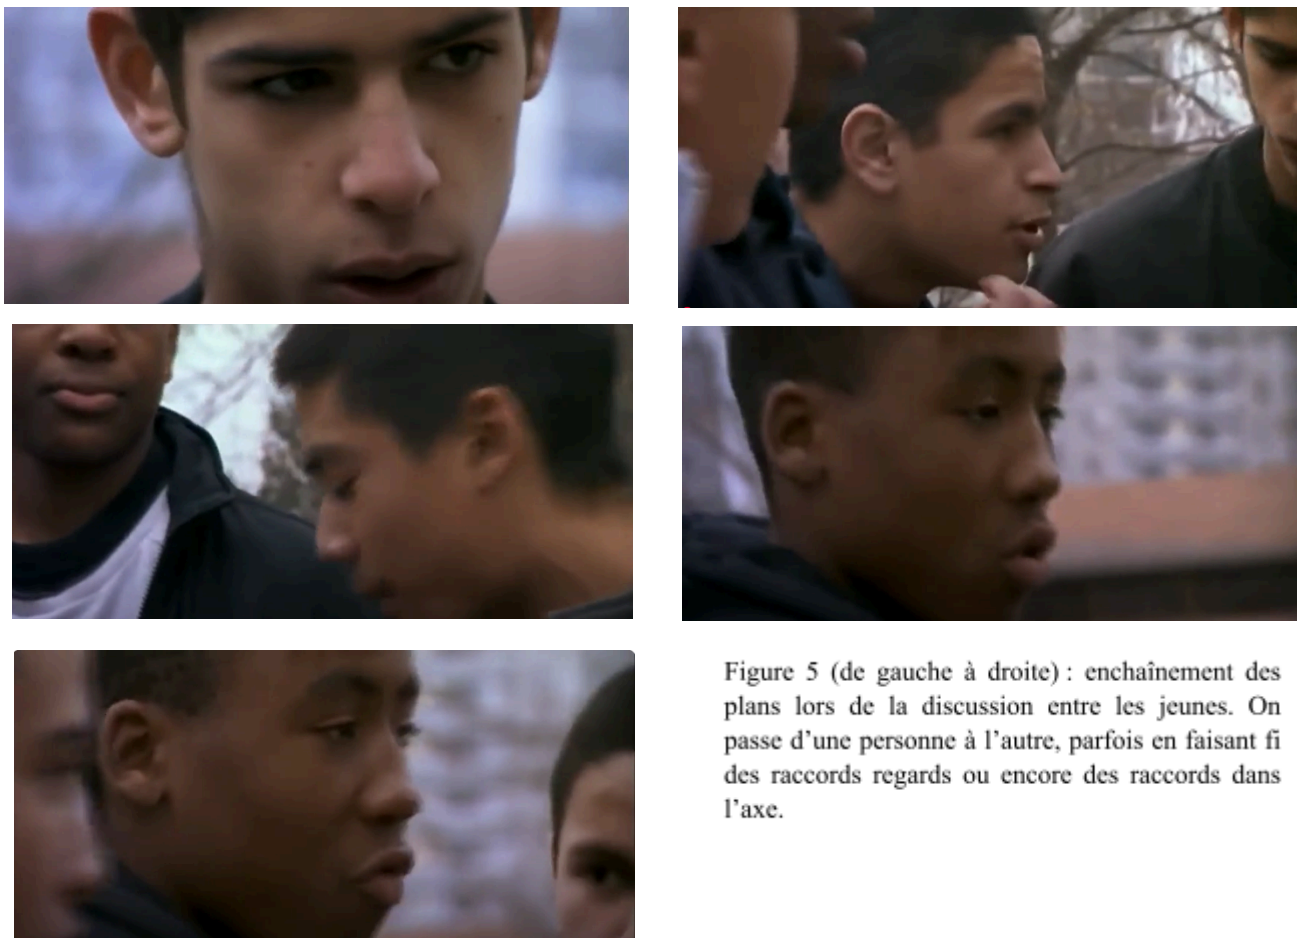 Figure 5 (de gauche à droite) : enchaînement des
plans lors de la discussion entre les jeunes. On
passe d’une personne à l’autre, parfois en faisant fi
des raccords regards ou encore des raccords dans
l’axe.